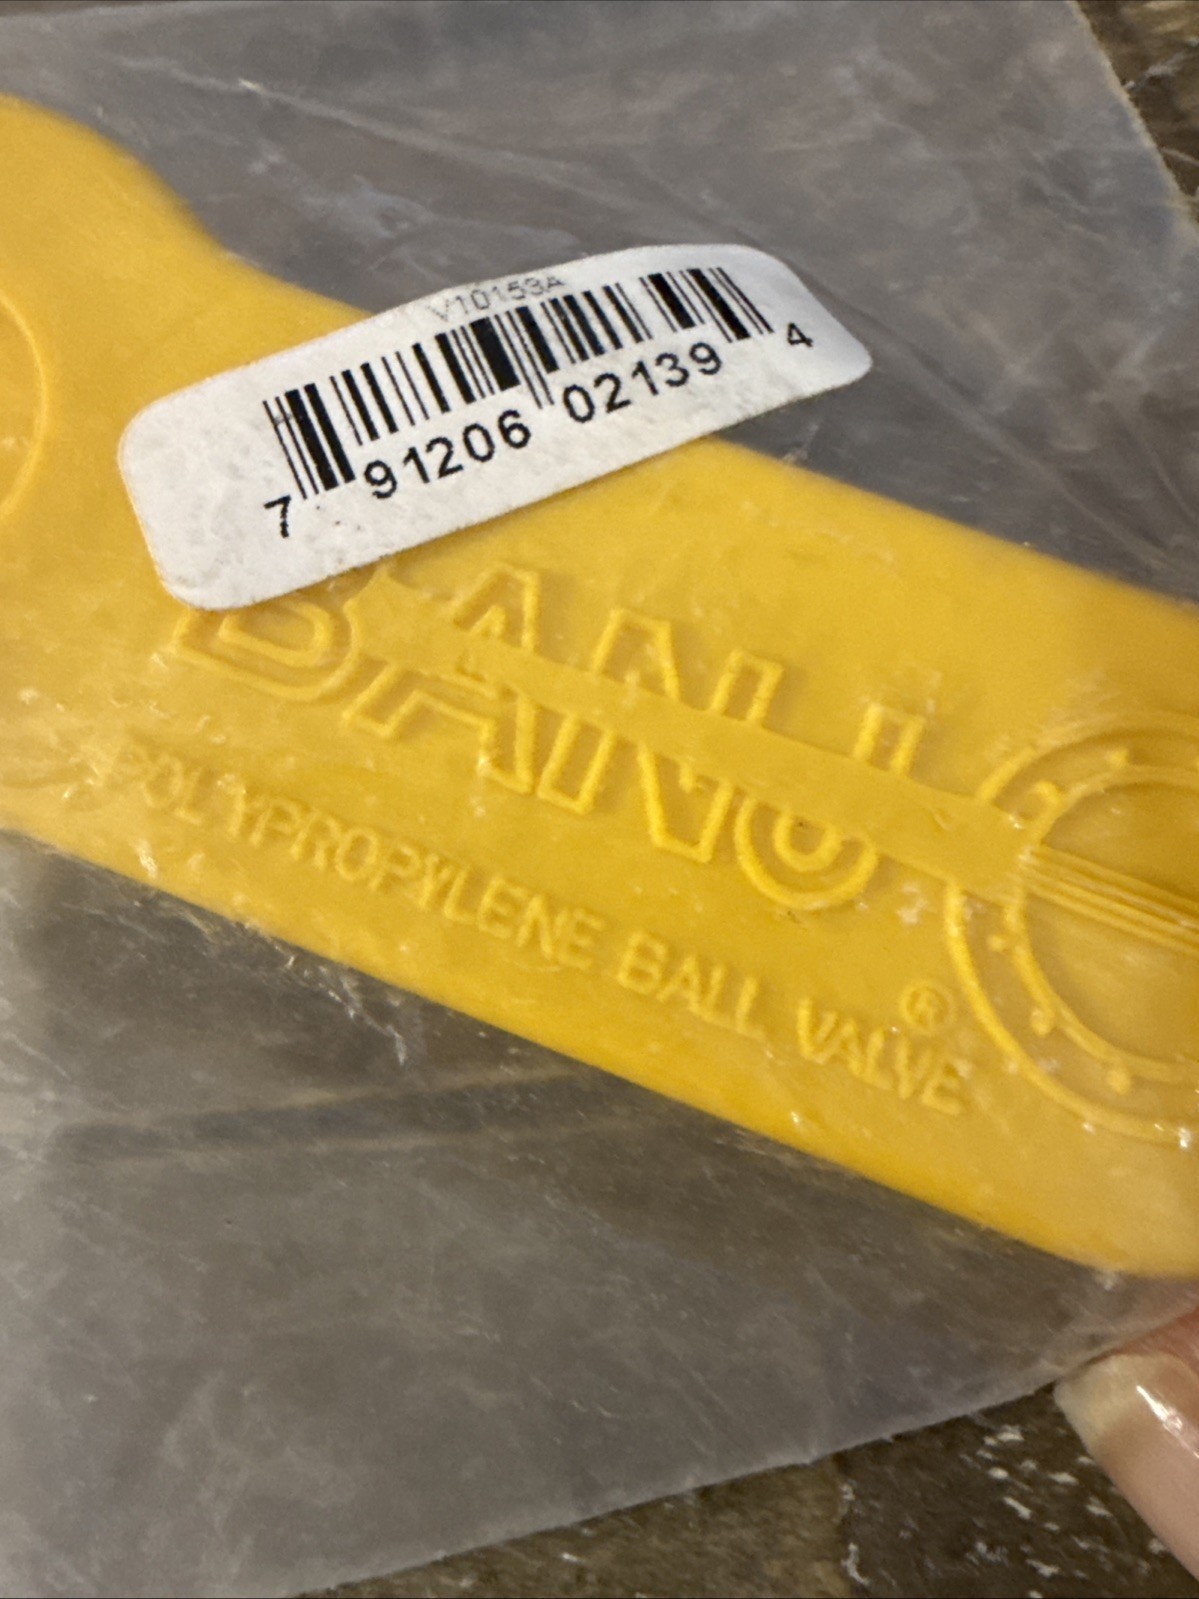 V10153A
7 91206 02139 4
BANJO
®
POLYPROPYLENE BALL VALVE